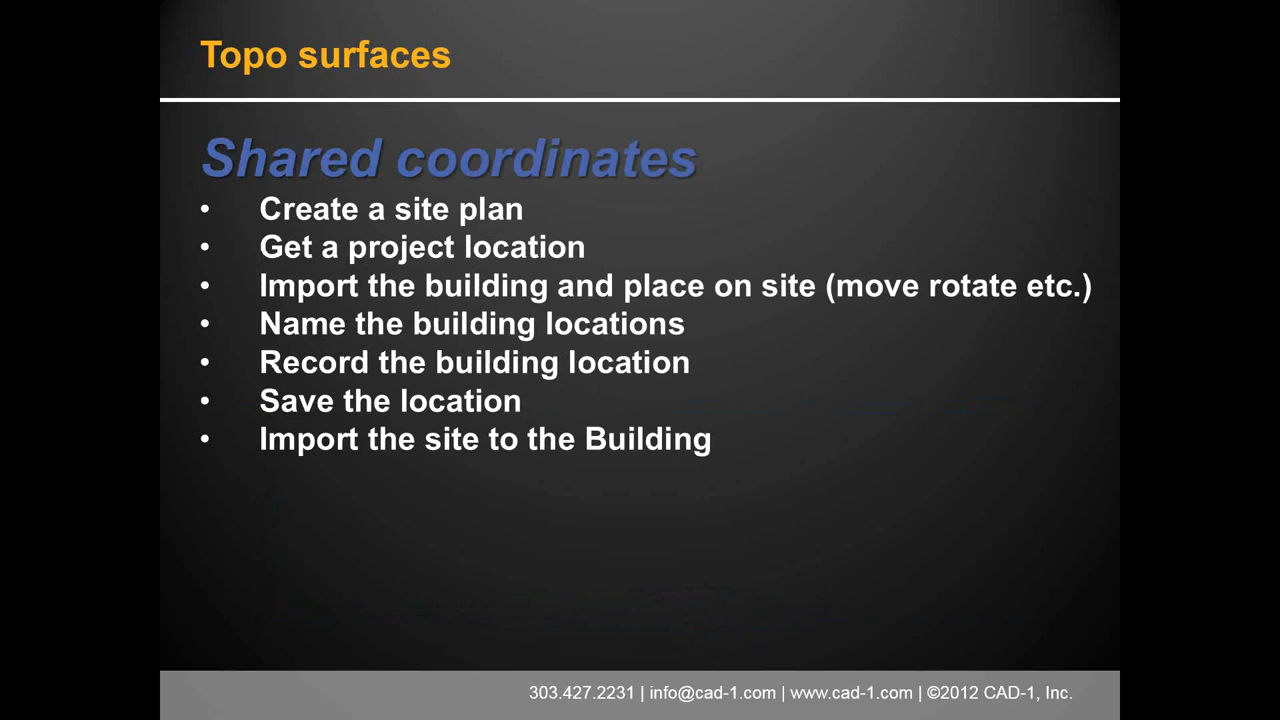 Topo surfaces
Shared coordinates
• Create a site plan
• Get a project location
• Import the building and place on site (move rotate etc.)
• Name the building locations
• Record the building location
• Save the location
• Import the site to the Building
303.427.2231 | info@cad-1.com | www.cad-1.com | ©2012 CAD-1, Inc.